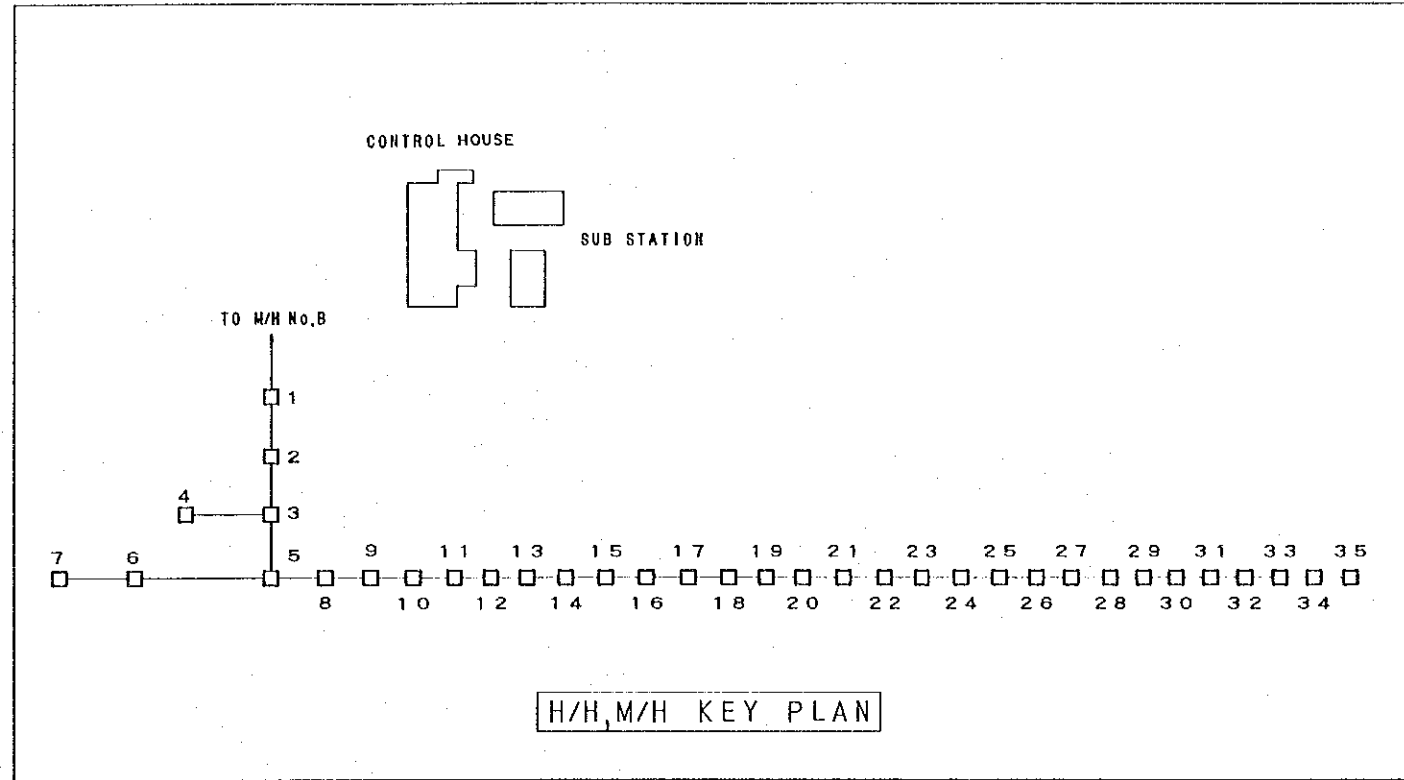 CONTROL HOUSE
SUB STATION
TO M/H No,B
1
2
4
3
7 6 5 9 11 13 15 17 19 21 23 25 27 29 31 33 35
8 10 12 14 16 18 20 22 24 26 28 30 32 34
H/H,M/H KEY PLAN